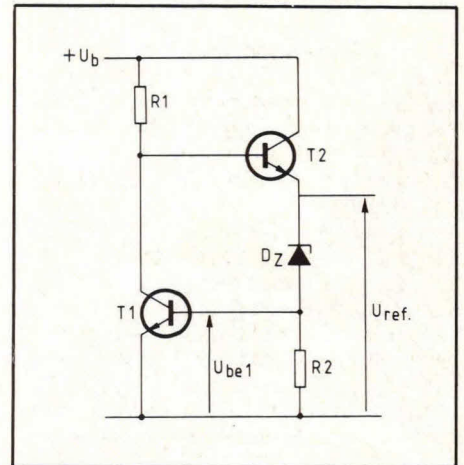 +Ub
R1
T2
DZ
T1
Uref.
Ube1
R2